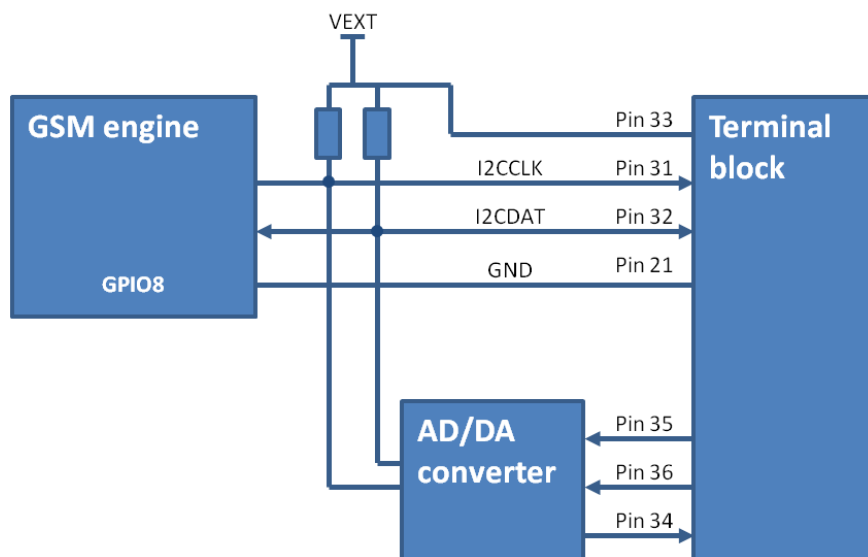 VEXT
GSM engine
Pin 33
Terminal
block
I2CCLK
Pin 31
I2CDAT
Pin 32
GND
Pin 21
GPIO8
AD/DA
converter
Pin 35
Pin 36
Pin 34